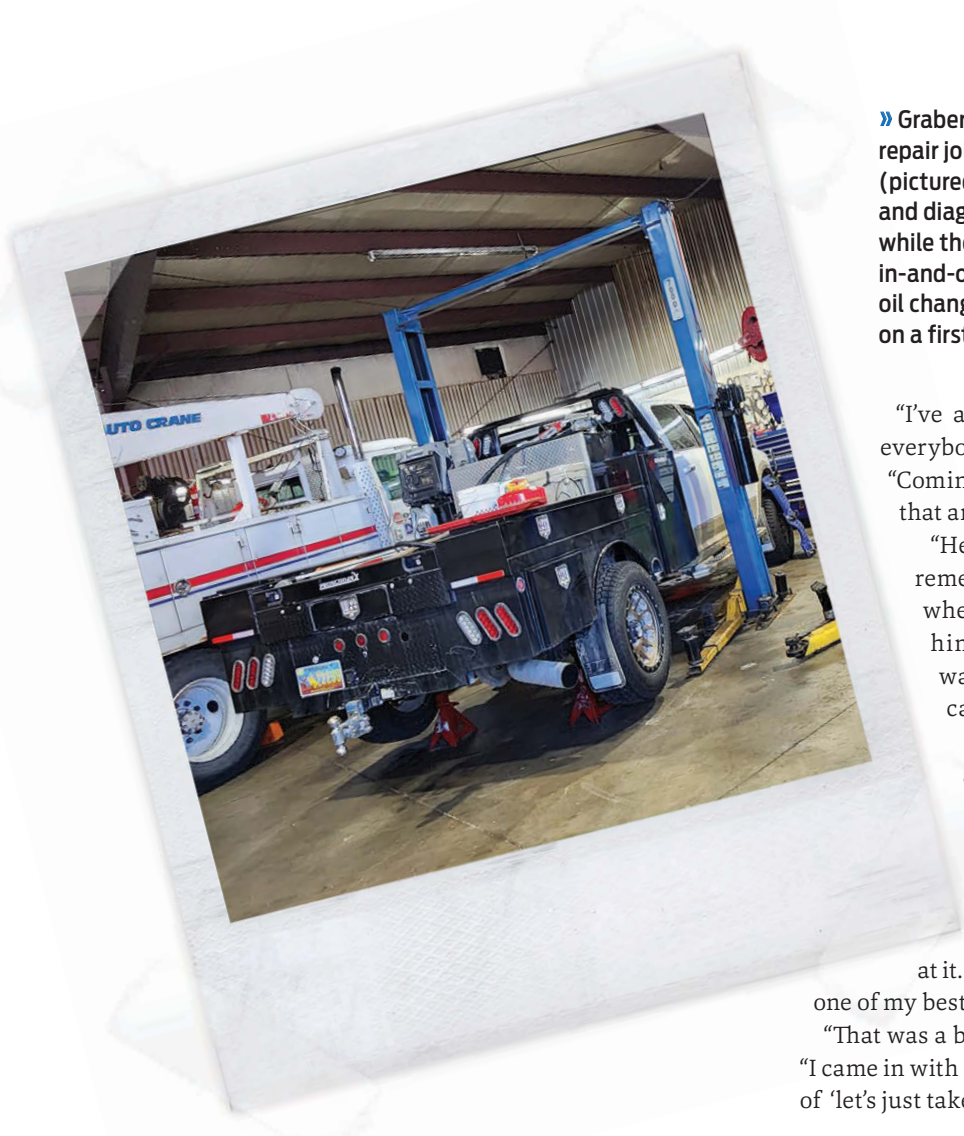 » Graber
repair jo
(pictured
and diag
while the
in-and-o
oil chang
on a first
UTO CRANE
“I’ve a
everybo
“Comin
that ar
“He
reme
whe
hin
wa
ca
at it.
one of my best
“That was a b
“I came in with
of ‘let’s just take